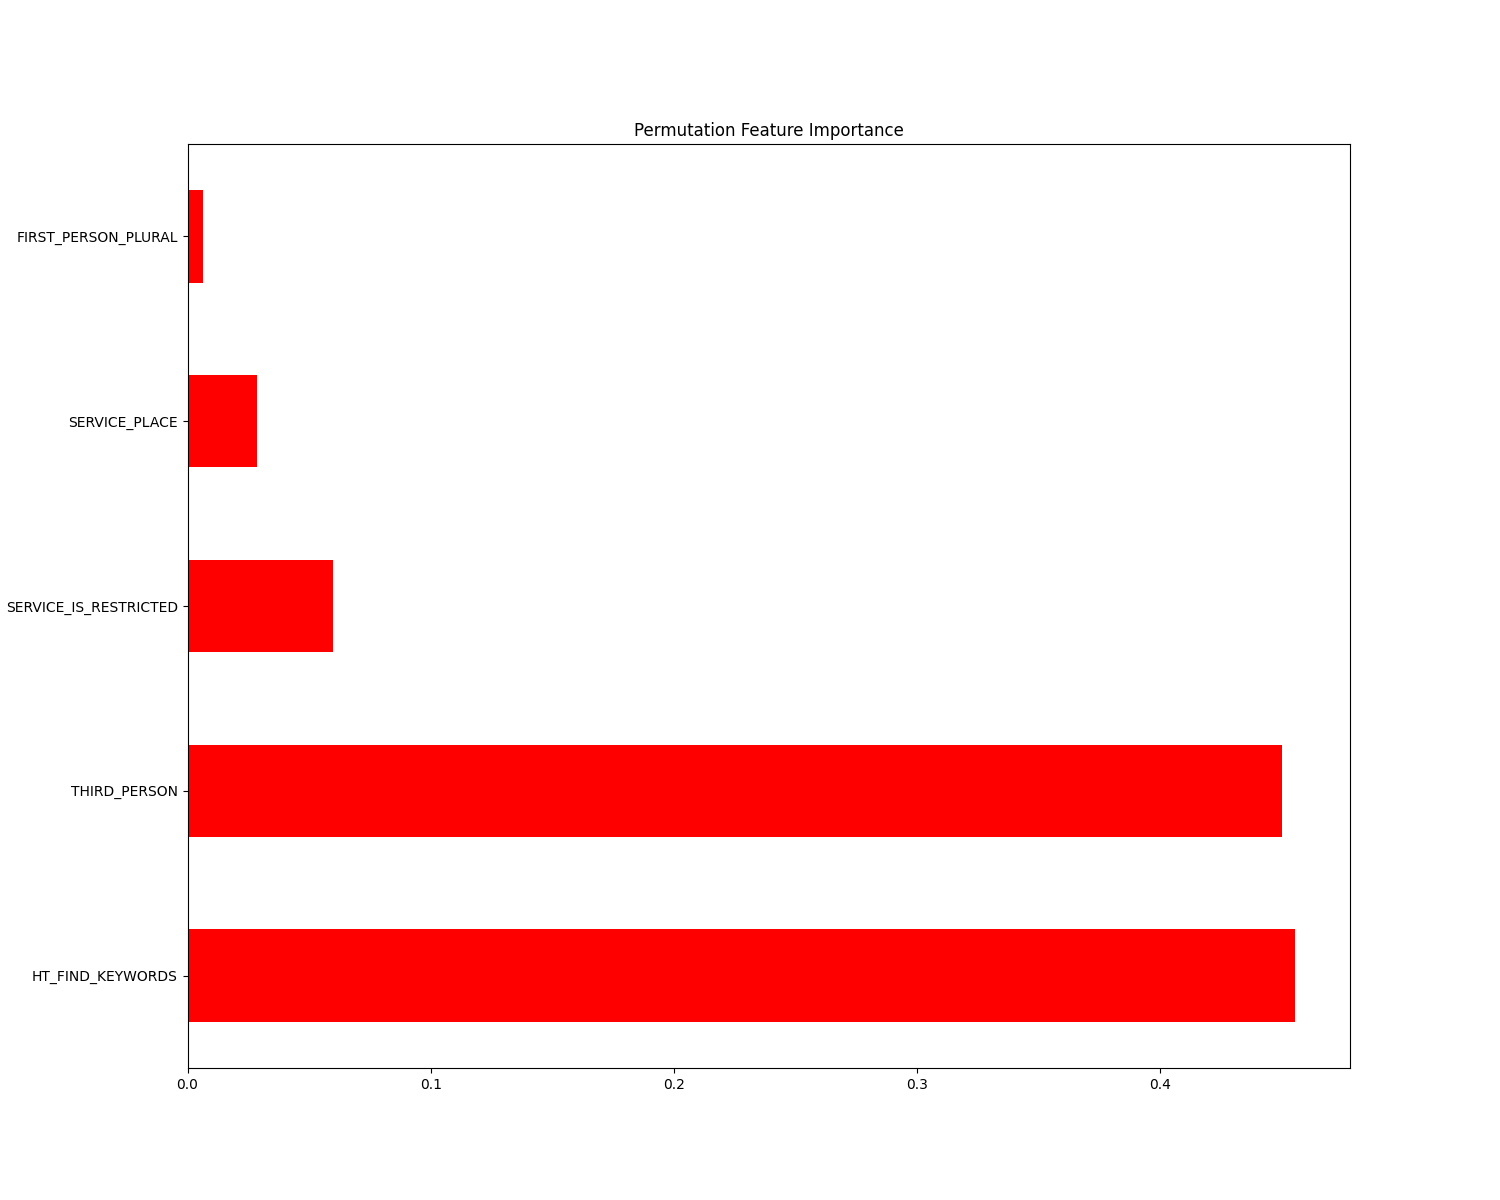 Permutation Feature Importance
FIRST_PERSON_PLURAL
SERVICE_PLACE
SERVICE_IS_RESTRICTED
THIRD_PERSON
HT_FIND_KEYWORDS
0.0 0.1 0.2 0.3 0.4